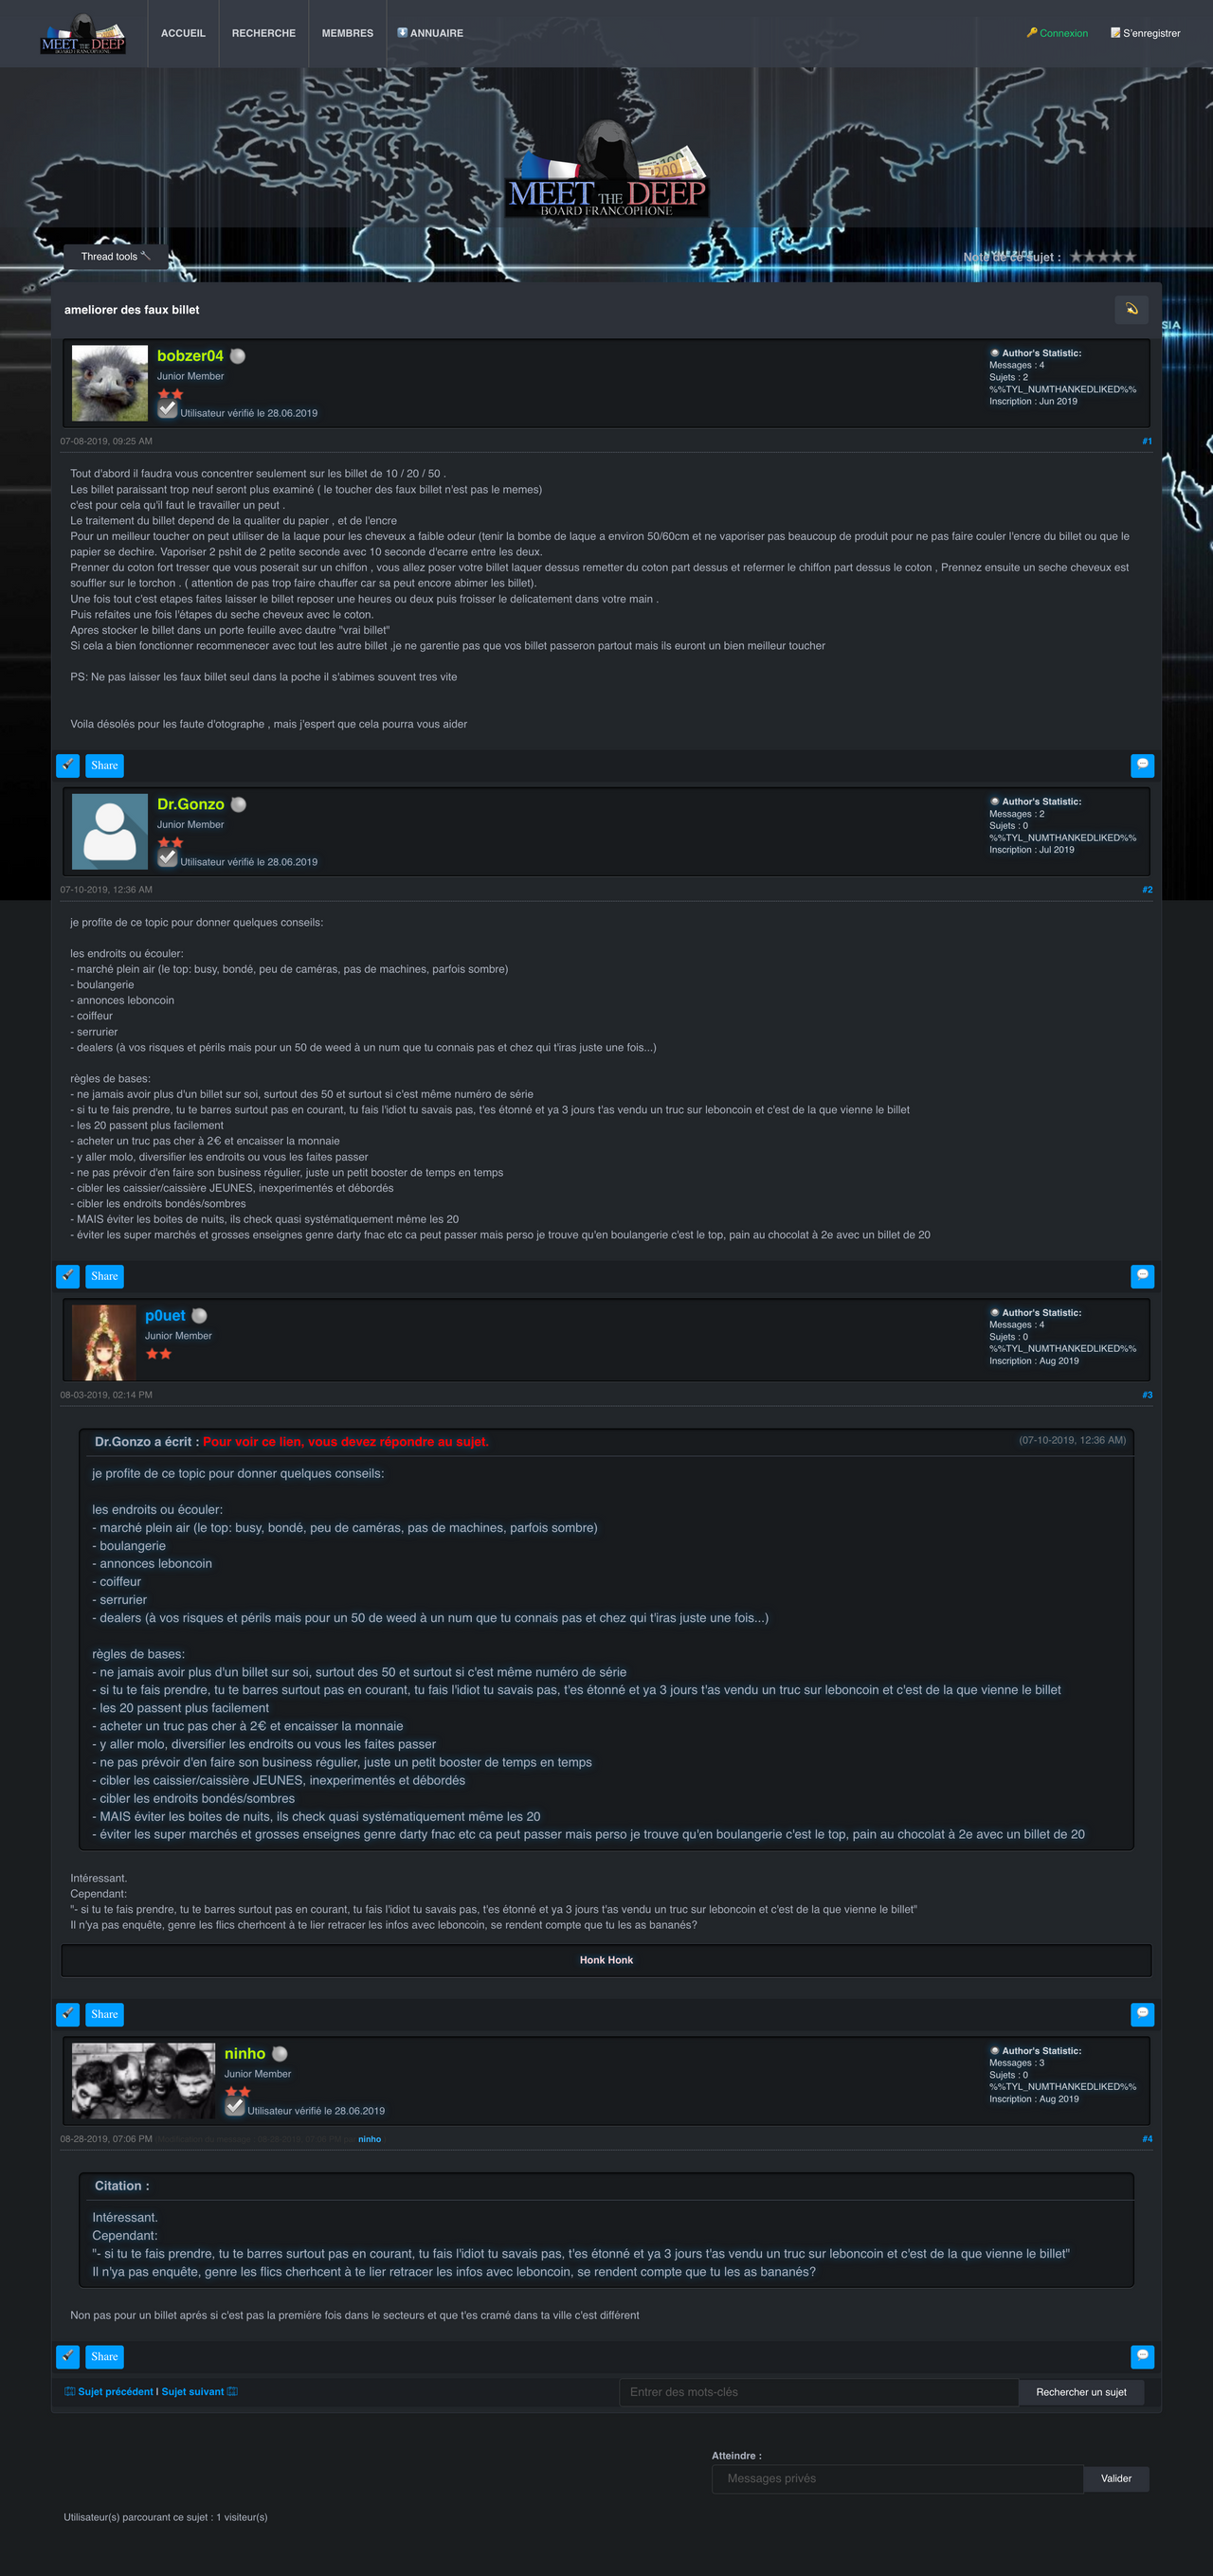 MEET THE DEEP
BOARD FRANCOPHONE
ACCUEIL
RECHERCHE
MEMBRES
ANNUAIRE
Connexion
S'enregistrer
MEET THE DEEP
BOARD FRANCOPHONE
Thread tools
Note de ce sujet :
SIA
ameliorer des faux billet
bobzer04
Junior Member
Utilisateur vérifié le 28.06.2019
Author's Statistic:
Messages : 4
Sujets : 2
%%TYL_NUMTHANKEDLIKED%%
Inscription : Jun 2019
07-08-2019, 09:25 AM
#1
Tout d'abord il faudra vous concentrer seulement sur les billet de 10 / 20 / 50 .
Les billet paraissant trop neuf seront plus examiné ( le toucher des faux billet n'est pas le memes)
c'est pour cela qu'il faut le travailler un peut .
Le traitement du billet depend de la qualiter du papier , et de l'encre
Pour un meilleur toucher on peut utiliser de la laque pour les cheveux a faible odeur (tenir la bombe de laque a environ 50/60cm et ne vaporiser pas beaucoup de produit pour ne pas faire couler l'encre du billet ou que le
papier se dechire. Vaporiser 2 pshit de 2 petite seconde avec 10 seconde d'ecarre entre les deux.
Prenner du coton fort tresser que vous poserait sur un chiffon , vous allez poser votre billet laquer dessus remetter du coton part dessus et refermer le chiffon part dessus le coton , Prennez ensuite un seche cheveux est
souffler sur le torchon . ( attention de pas trop faire chauffer car sa peut encore abimer les billet).
Une fois tout c'est etapes faites laisser le billet reposer une heures ou deux puis froisser le delicatement dans votre main .
Puis refaites une fois l'étapes du seche cheveux avec le coton.
Apres stocker le billet dans un porte feuille avec dautre "vrai billet"
Si cela a bien fonctionner recommenecer avec tout les autre billet ,je ne garentie pas que vos billet passeron partout mais ils euront un bien meilleur toucher
PS: Ne pas laisser les faux billet seul dans la poche il s'abimes souvent tres vite
Voila désolés pour les faute d'otographe , mais j'espert que cela pourra vous aider
Share
Dr.Gonzo
Junior Member
Utilisateur vérifié le 28.06.2019
Author's Statistic:
Messages : 2
Sujets : 0
%%TYL_NUMTHANKEDLIKED%%
Inscription : Jul 2019
07-10-2019, 12:36 AM
#2
je profite de ce topic pour donner quelques conseils:
les endroits ou écouler:
- marché plein air (le top: busy, bondé, peu de caméras, pas de machines, parfois sombre)
- boulangerie
- annonces leboncoin
- coiffeur
- serrurier
- dealers (à vos risques et périls mais pour un 50 de weed à un num que tu connais pas et chez qui t'iras juste une fois...)
règles de bases:
- ne jamais avoir plus d'un billet sur soi, surtout des 50 et surtout si c'est même numéro de série
- si tu te fais prendre, tu te barres surtout pas en courant, tu fais l'idiot tu savais pas, t'es étonné et ya 3 jours t'as vendu un truc sur leboncoin et c'est de la que vienne le billet
- les 20 passent plus facilement
- acheter un truc pas cher à 2€ et encaisser la monnaie
- y aller molo, diversifier les endroits ou vous les faites passer
- ne pas prévoir d'en faire son business régulier, juste un petit booster de temps en temps
- cibler les caissier/caissière JEUNES, inexperimentés et débordés
- cibler les endroits bondés/sombres
- MAIS éviter les boites de nuits, ils check quasi systématiquement même les 20
- éviter les super marchés et grosses enseignes genre darty fnac etc ca peut passer mais perso je trouve qu'en boulangerie c'est le top, pain au chocolat à 2e avec un billet de 20
Share
p0uet
Junior Member
Author's Statistic:
Messages : 4
Sujets : 0
%%TYL_NUMTHANKEDLIKED%%
Inscription : Aug 2019
08-03-2019, 02:14 PM
#3
Dr.Gonzo a écrit : Pour voir ce lien, vous devez répondre au sujet.
(07-10-2019, 12:36 AM)
je profite de ce topic pour donner quelques conseils:
les endroits ou écouler:
- marché plein air (le top: busy, bondé, peu de caméras, pas de machines, parfois sombre)
- boulangerie
- annonces leboncoin
- coiffeur
- serrurier
- dealers (à vos risques et périls mais pour un 50 de weed à un num que tu connais pas et chez qui t'iras juste une fois...)
règles de bases:
- ne jamais avoir plus d'un billet sur soi, surtout des 50 et surtout si c'est même numéro de série
- si tu te fais prendre, tu te barres surtout pas en courant, tu fais l'idiot tu savais pas, t'es étonné et ya 3 jours t'as vendu un truc sur leboncoin et c'est de la que vienne le billet
- les 20 passent plus facilement
- acheter un truc pas cher à 2€ et encaisser la monnaie
- y aller molo, diversifier les endroits ou vous les faites passer
- ne pas prévoir d'en faire son business régulier, juste un petit booster de temps en temps
- cibler les caissier/caissière JEUNES, inexperimentés et débordés
- cibler les endroits bondés/sombres
- MAIS éviter les boites de nuits, ils check quasi systématiquement même les 20
- éviter les super marchés et grosses enseignes genre darty fnac etc ca peut passer mais perso je trouve qu'en boulangerie c'est le top, pain au chocolat à 2e avec un billet de 20
Intéressant.
Cependant:
"- si tu te fais prendre, tu te barres surtout pas en courant, tu fais l'idiot tu savais pas, t'es étonné et ya 3 jours t'as vendu un truc sur leboncoin et c'est de la que vienne le billet"
Il n'ya pas enquête, genre les flics cherhcent à te lier retracer les infos avec leboncoin, se rendent compte que tu les as bananés?
Honk Honk
Share
ninho
Junior Member
Utilisateur vérifié le 28.06.2019
Author's Statistic:
Messages : 3
Sujets : 0
%%TYL_NUMTHANKEDLIKED%%
Inscription : Aug 2019
08-28-2019, 07:06 PM
ninho
#4
Citation :
Intéressant.
Cependant:
"- si tu te fais prendre, tu te barres surtout pas en courant, tu fais l'idiot tu savais pas, t'es étonné et ya 3 jours t'as vendu un truc sur leboncoin et c'est de la que vienne le billet"
Il n'ya pas enquête, genre les flics cherhcent à te lier retracer les infos avec leboncoin, se rendent compte que tu les as bananés?
Non pas pour un billet après si c'est pas la première fois dans le secteurs et que t'es cramé dans ta ville c'est différent
Share
Sujet précédent | Sujet suivant
Entrer des mots-clés
Rechercher un sujet
Atteindre :
Messages privés
Valider
Utilisateur(s) parcourant ce sujet : 1 visiteur(s)